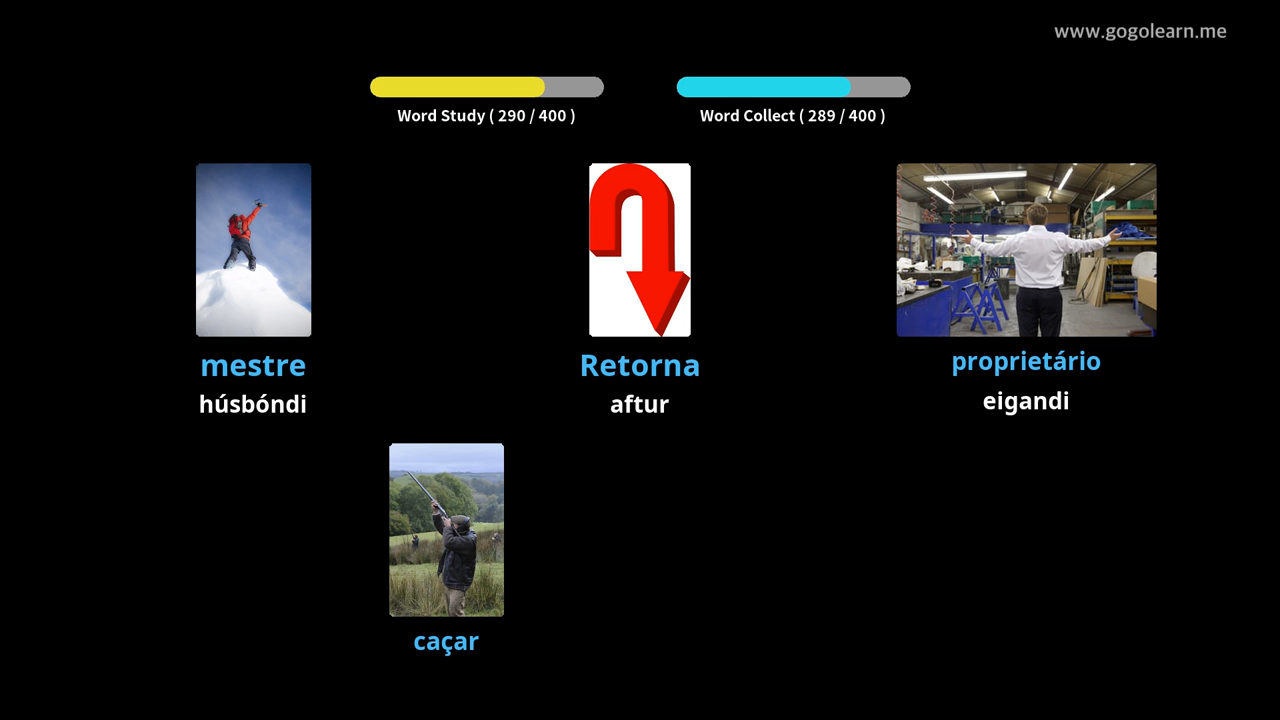 www.gogolearn.me
Word Study ( 290 / 400 )
Word Collect ( 289 / 400 )
mestre
húsbóndi
Retorna
aftur
proprietário
eigandi
caçar